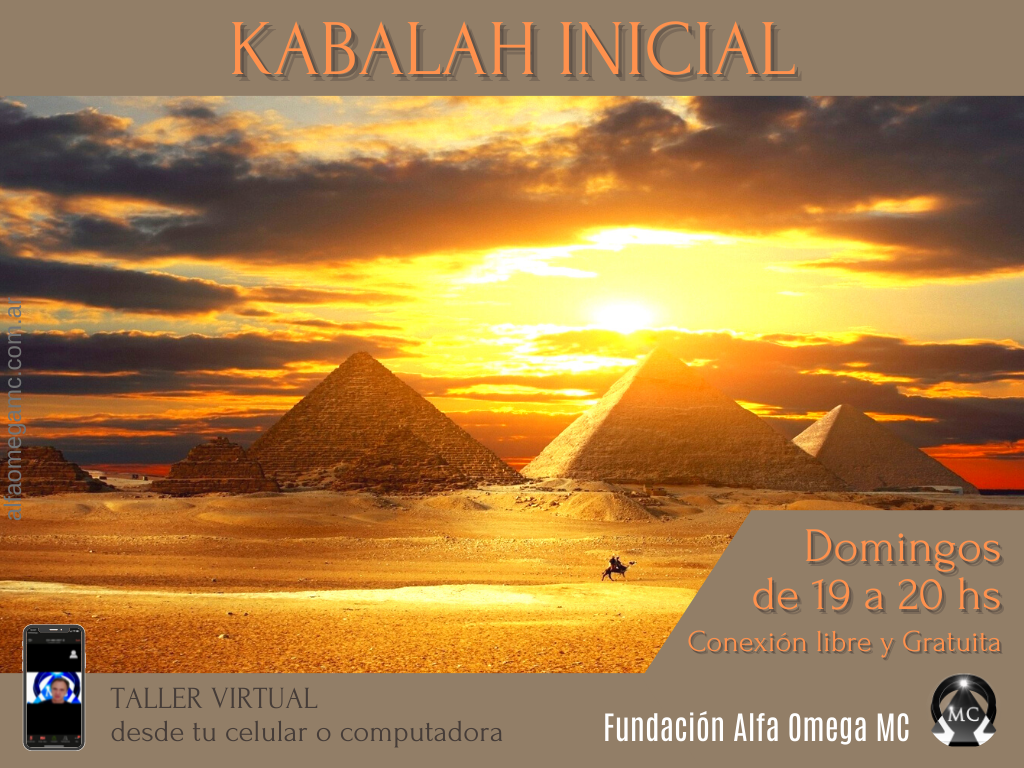 KABALAH INICIAL
alfaomegamc.com.ar
Domingos
de 19 a 20 hs
Conexión libre y Gratuita
TALLER VIRTUAL
desde tu celular o computadora
Fundación Alfa Omega MC
MC